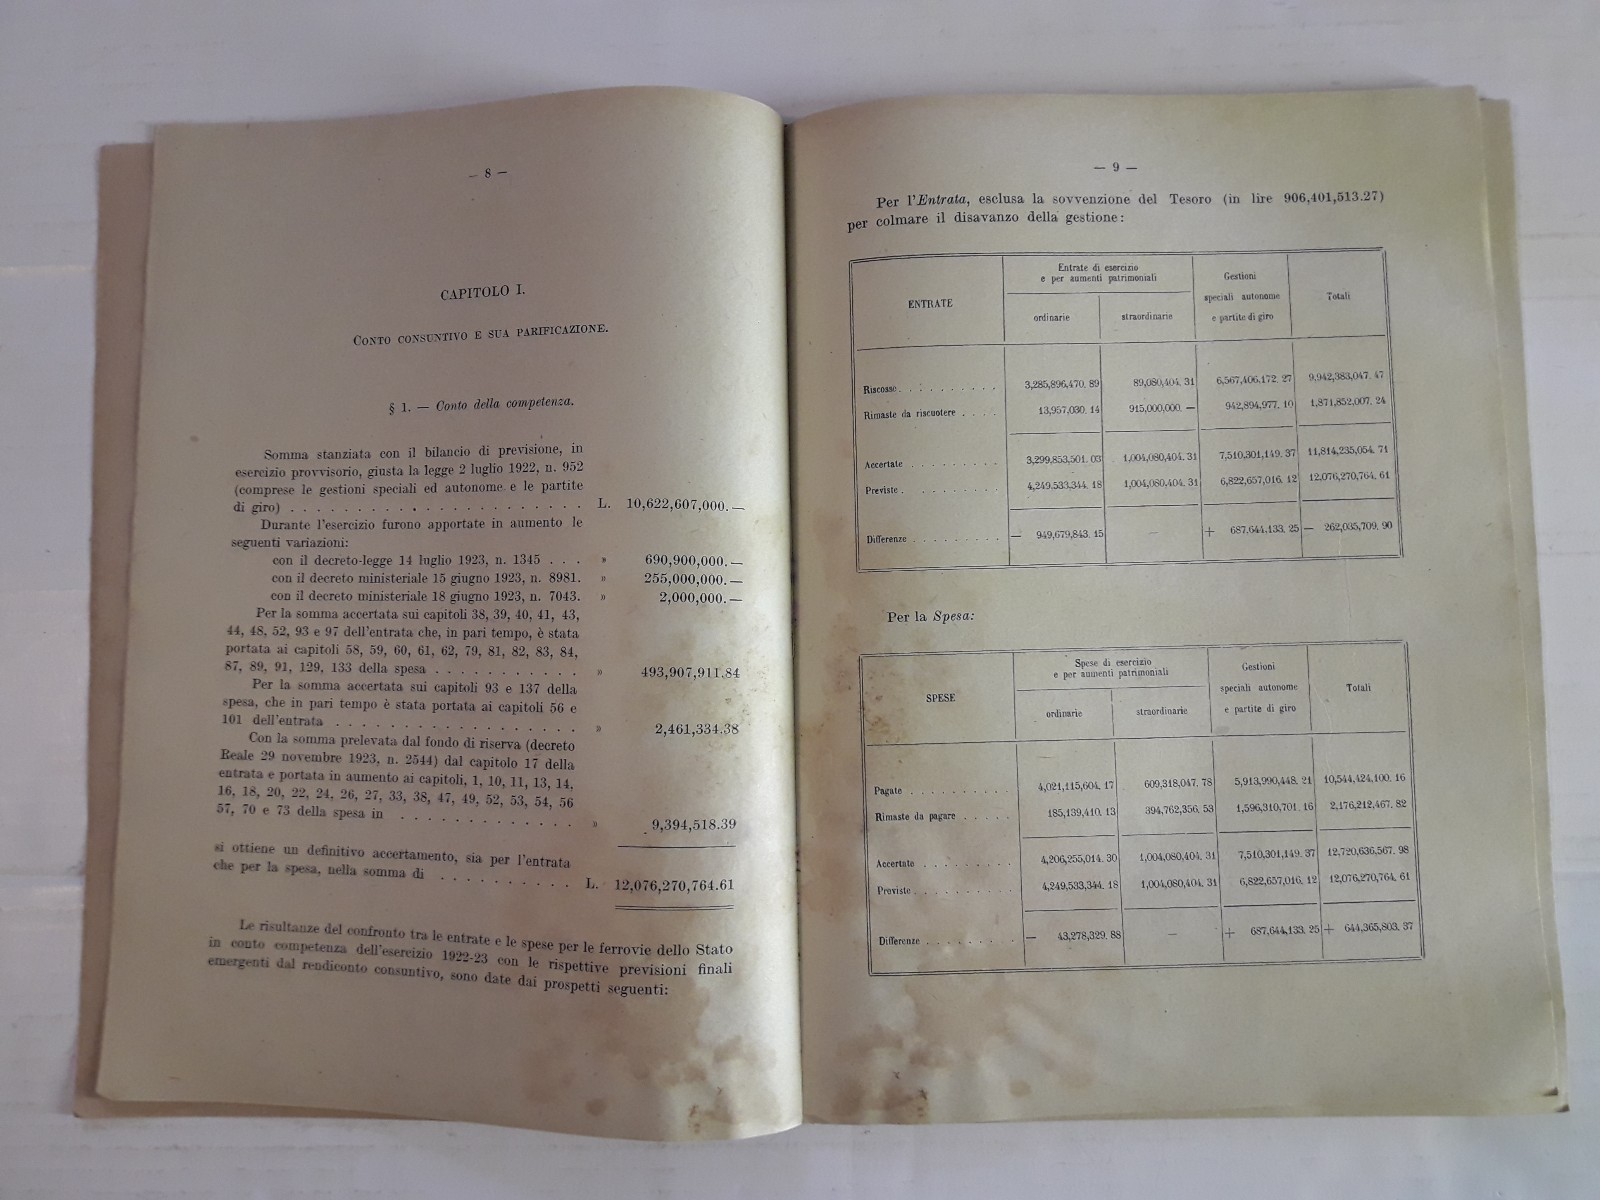 — 8 —
CAPITOLO I.
CONTO CONSUNTIVO E SUA PARIFICAZIONE.
§ 1. — Conto della competenza.
Somma stanziata con il bilancio di previsione, in
esercizio provvisorio, giusta la legge 2 luglio 1922, n. 952
(comprese le gestioni speciali ed autonome e le partite
di giro) . . . . . . . . . . . . . . . . . . . . . . L. 10,622,607,000.—
Durante l'esercizio furono apportate in aumento le
seguenti variazioni:
con il decreto-legge 14 luglio 1923, n. 1345 . . . » 690,900,000.—
con il decreto ministeriale 15 giugno 1923, n. 8981. » 255,000,000.—
con il decreto ministeriale 18 giugno 1923, n. 7043. » 2,000,000.—
Per la somma accertata sui capitoli 38, 39, 40, 41, 43,
44, 48, 52, 93 e 97 dell'entrata che, in pari tempo, è stata
portata ai capitoli 58, 59, 60, 61, 62, 79, 81, 82, 83, 84,
87, 89, 91, 129, 133 della spesa . . . . . . . . . . . » 493,907,911.84
Per la somma accertata sui capitoli 93 e 137 della
spesa, che in pari tempo è stata portata ai capitoli 56 e
101 dell'entrata . . . . . . . . . . . . . . . . . » 2,461,334.38
Con la somma prelevata dal fondo di riserva (decreto
Reale 29 novembre 1923, n. 2544) dal capitolo 17 della
entrata e portata in aumento ai capitoli, 1, 10, 11, 13, 14,
16, 18, 20, 22, 24, 26, 27, 33, 38, 47, 49, 52, 53, 54, 56
57, 70 e 73 della spesa in . . . . . . . . . . . . . » 9,394,518.39
si ottiene un definitivo accertamento, sia per l'entrata
che per la spesa, nella somma di . . . . . . . . . . L. 12,076,270,764.61
Le risultanze del confronto tra le entrate e le spese per le ferrovie dello Stato
in conto competenza dell'esercizio 1922-23 con le rispettive previsioni finali
emergenti dal rendiconto consuntivo, sono date dai prospetti seguenti:
— 9 —
Per l'Entrata, esclusa la sovvenzione del Tesoro (in lire 906,401,513.27)
per colmare il disavanzo della gestione:
ENTRATE
Entrate di esercizio
e per aumenti patrimoniali
ordinarie
straordinarie
Gestioni
speciali autonome
e partite di giro
Totali
Riscosse . . . . . . . . . . 3,285,896,470. 89 89,080,404. 31 6,567,406,172. 27 9,942,383,047. 47
Rimaste da riscuotere . . . . 13,957,030. 14 915,000,000. — 942,894,977. 10 1,871,852,007. 24
Accertate . . . . . . . . . 3,299,853,501. 03 1,004,080,404. 31 7,510,301,149. 37 11,814,235,054. 71
Previste . . . . . . . . . 4,249,533,344. 18 1,004,080,404. 31 6,822,657,016. 12 12,076,270,764. 61
Differenze . . . . . . . . . — 949,679,843. 15 — + 687,644,133. 25 — 262,035,709. 90
Per la Spesa:
SPESE
Spese di esercizio
e per aumenti patrimoniali
ordinarie
straordinarie
Gestioni
speciali autonome
e partite di giro
Totali
Pagate . . . . . . . . . . 4,021,115,604. 17 609,318,047. 78 5,913,990,448. 21 10,544,424,100. 16
Rimaste da pagare . . . . . 185,139,410. 13 394,762,356. 53 1,596,310,701. 16 2,176,212,467. 82
Accertate . . . . . . . . . 4,206,255,014. 30 1,004,080,404. 31 7,510,301,149. 37 12,720,636,567. 98
Previste . . . . . . . . . . 4,249,533,344. 18 1,004,080,404. 31 6,822,657,016. 12 12,076,270,764. 61
Differenze . . . . . . . . . — 43,278,329. 88 — + 687,644,133. 25 + 644,365,803. 37